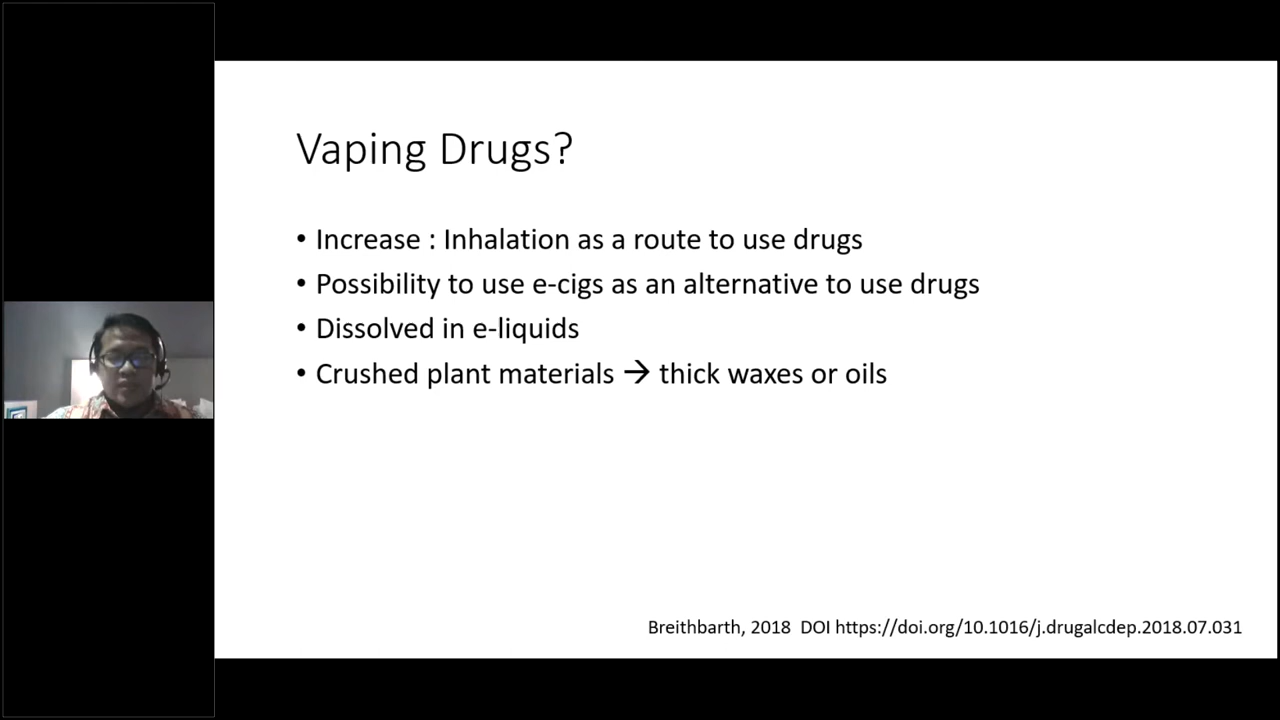 Vaping Drugs?
• Increase : Inhalation as a route to use drugs
• Possibility to use e-cigs as an alternative to use drugs
• Dissolved in e-liquids
• Crushed plant materials → thick waxes or oils
Breithbarth, 2018  DOI https://doi.org/10.1016/j.drugalcdep.2018.07.031